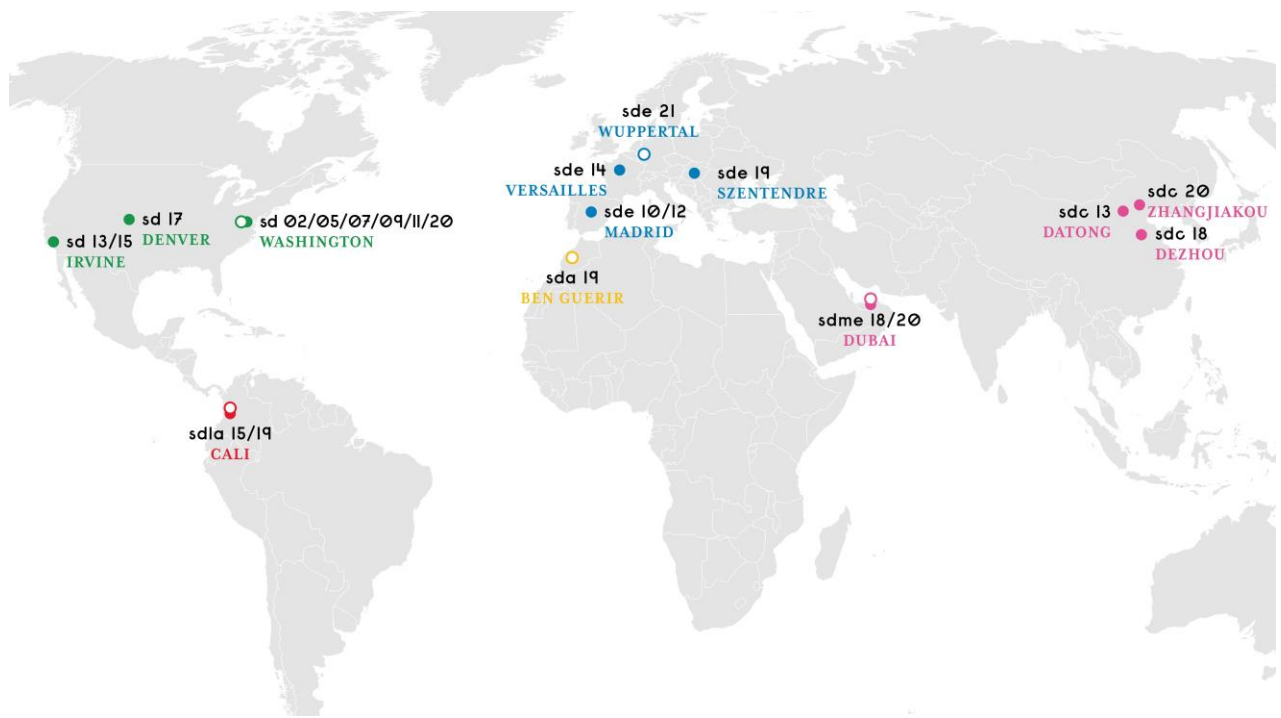 sde 21
WUPPERTAL
sde 14
VERSAILLES
sde 19
SZENTENDRE
sde 10/12
MADRID
sd 17
DENVER
sd 02/05/07/09/11/20
WASHINGTON
sd 13/15
IRVINE
sda 19
BEN GUERIR
sdme 18/20
DUBAI
sdc 20
ZHANGJIAKOU
sdc 13
DATONG
sdc 18
DEZHOU
sdla 15/19
CALI